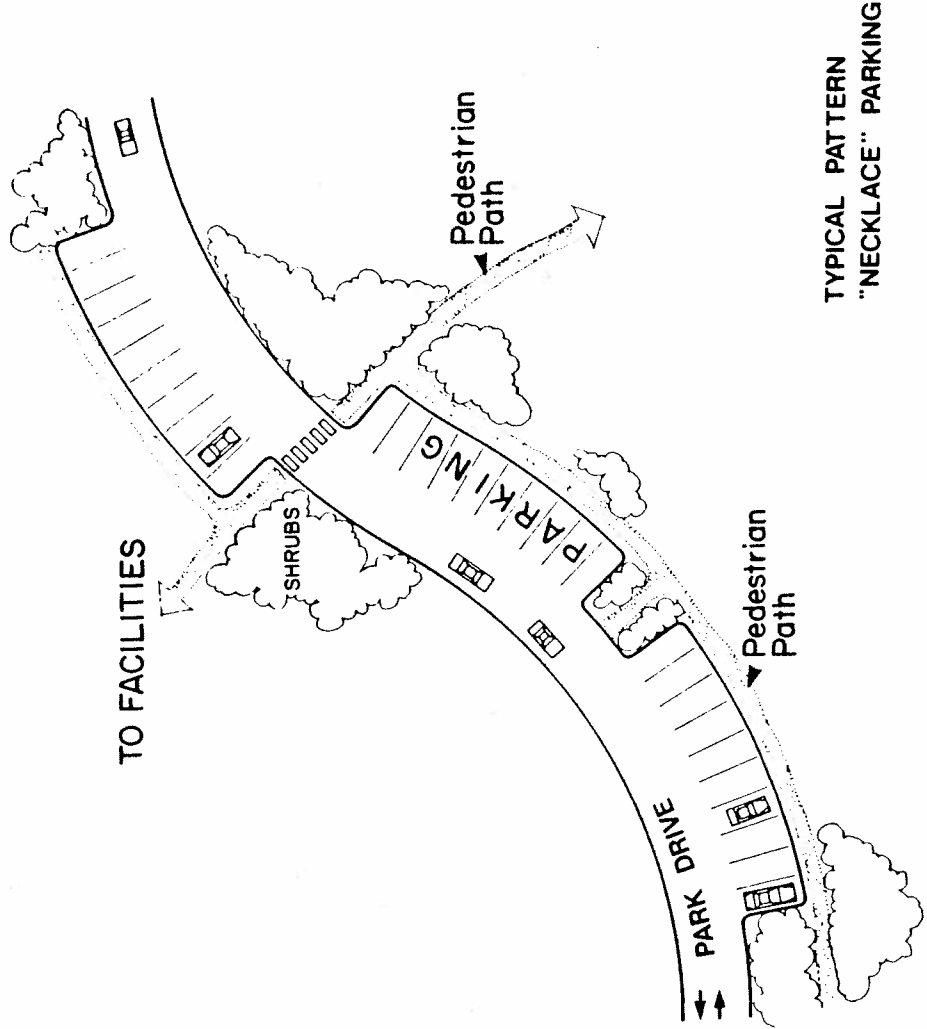 TO FACILITIES
SHRUBS
Pedestrian
Path
PARKING
Pedestrian
Path
PARK DRIVE
TYPICAL PATTERN
"NECKLACE" PARKING